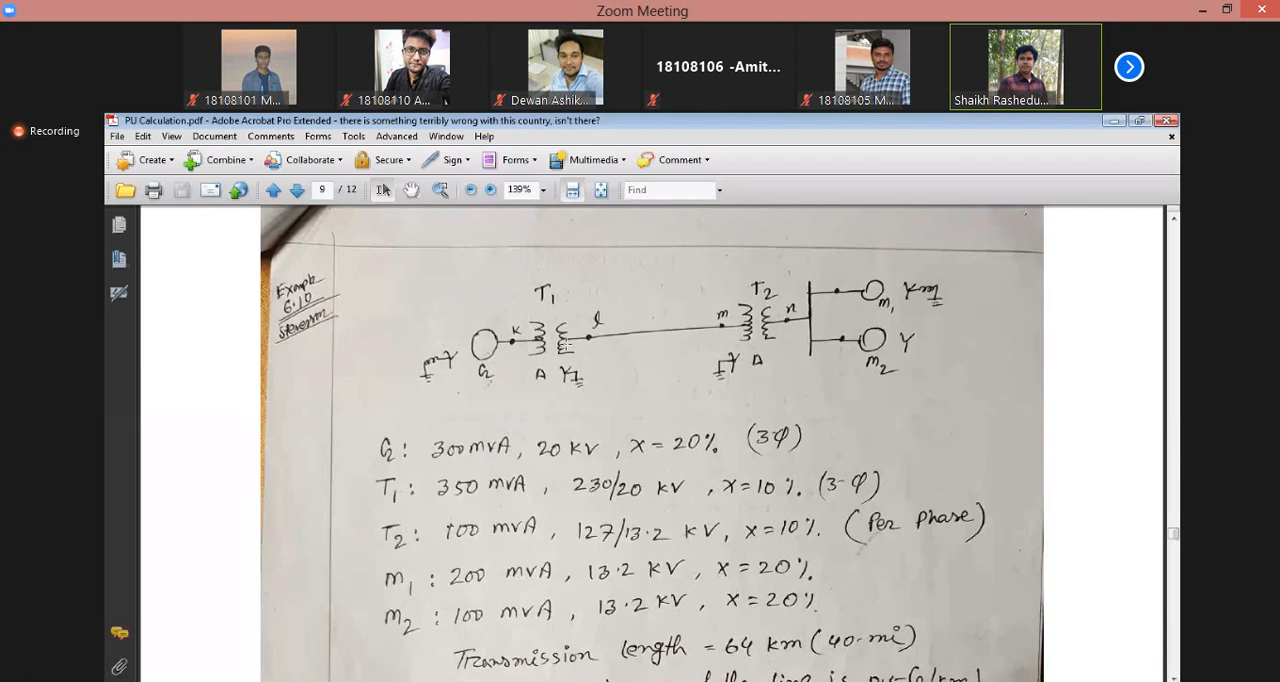 Zoom Meeting
18108101 M...
18108110 A...
Dewan Ashik...
18108106 -Amit...
18108105 M...
Shaikh Rashedu...
Recording
PU Calculation.pdf - Adobe Acrobat Pro Extended - there is something terribly wrong with this country, isn't there?
File Edit View Document Comments Forms Tools Advanced Window Help
Create Combine Collaborate Secure Sign Forms Multimedia Comment
9 / 12 139% Find
Example
6.10
Stevenson
T1 T2
k l m n
m1
G Δ Y Y Δ m2 Y
G: 300 MVA, 20 KV, X = 20% (3-φ)
T1: 350 MVA, 230/20 KV, X = 10% (3-φ)
T2: 100 MVA, 127/13.2 KV, X = 10% (Per phase)
m1: 200 MVA, 13.2 KV, X = 20%
m2: 100 MVA, 13.2 KV, X = 20%
Transmission length = 64 km (40-mi)
the line is